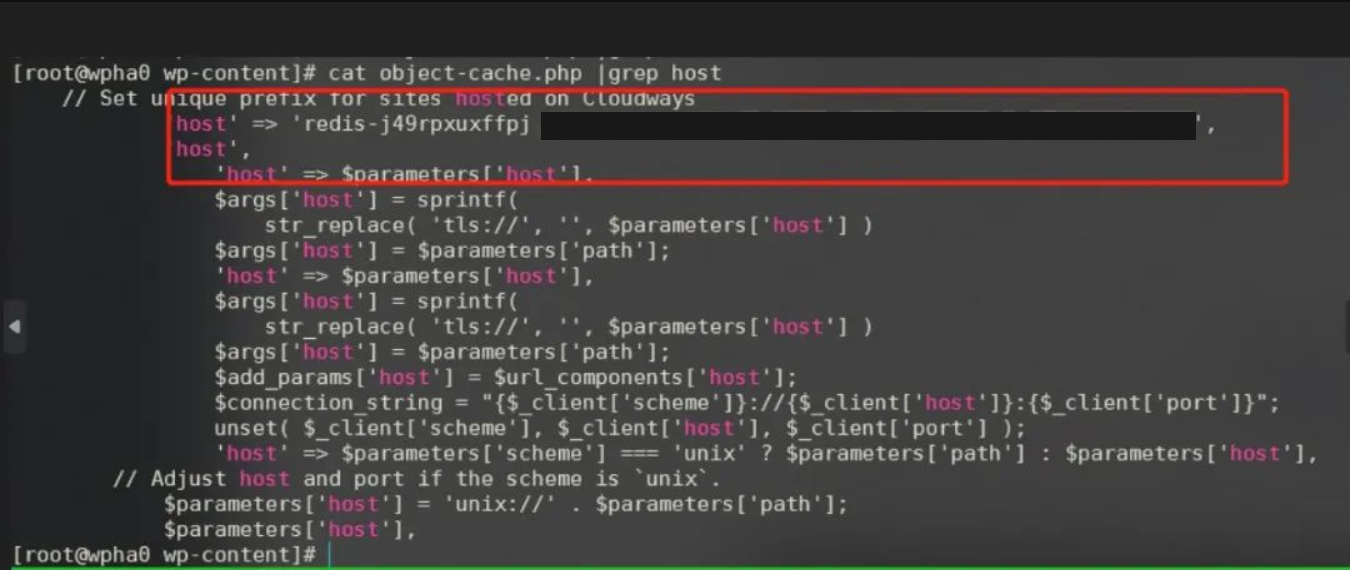 [root@wpha0 wp-content]# cat object-cache.php |grep host
// Set unique prefix for sites hosted on Cloudways
'host' => 'redis-j49rpxuxffpj ',
'host',
'host' => $parameters['host'],
$args['host'] = sprintf(
str_replace( 'tls://', '', $parameters['host'] )
$args['host'] = $parameters['path'];
'host' => $parameters['host'],
$args['host'] = sprintf(
str_replace( 'tls://', '', $parameters['host'] )
$args['host'] = $parameters['path'];
$add_params['host'] = $url_components['host'];
$connection_string = "{$_client['scheme']}://{$_client['host']}:{$_client['port']}";
unset( $_client['scheme'], $_client['host'], $_client['port'] );
'host' => $parameters['scheme'] === 'unix' ? $parameters['path'] : $parameters['host'],
// Adjust host and port if the scheme is `unix`.
$parameters['host'] = 'unix://' . $parameters['path'];
$parameters['host'],
[root@wpha0 wp-content]#